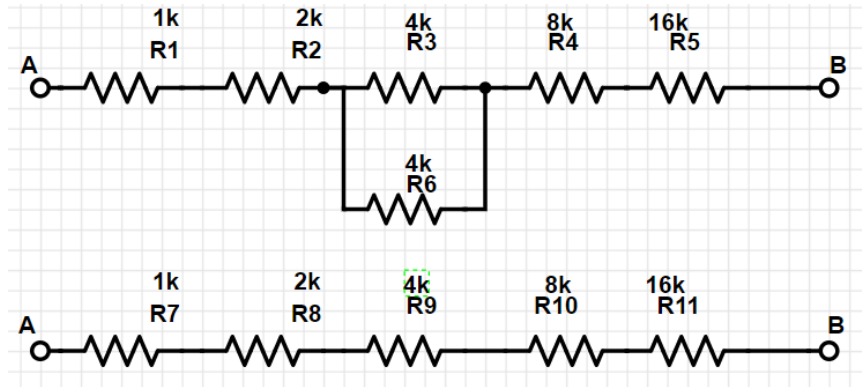 1k 2k 4k 8k 16k
R1 R2 R3 R4 R5
A B
4k
R6
1k 2k 4k 8k 16k
R7 R8 R9 R10 R11
A B